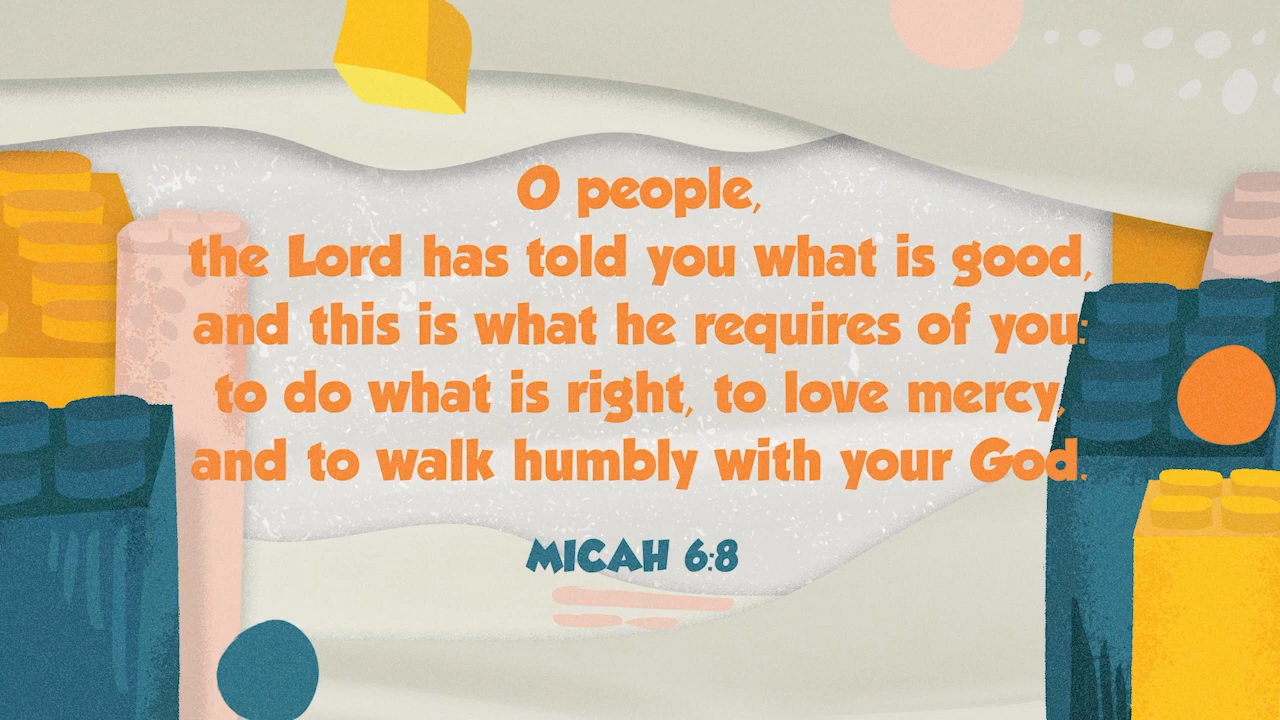 O people,
the Lord has told you what is good,
and this is what he requires of you:
to do what is right, to love mercy,
and to walk humbly with your God.
MICAH 6:8